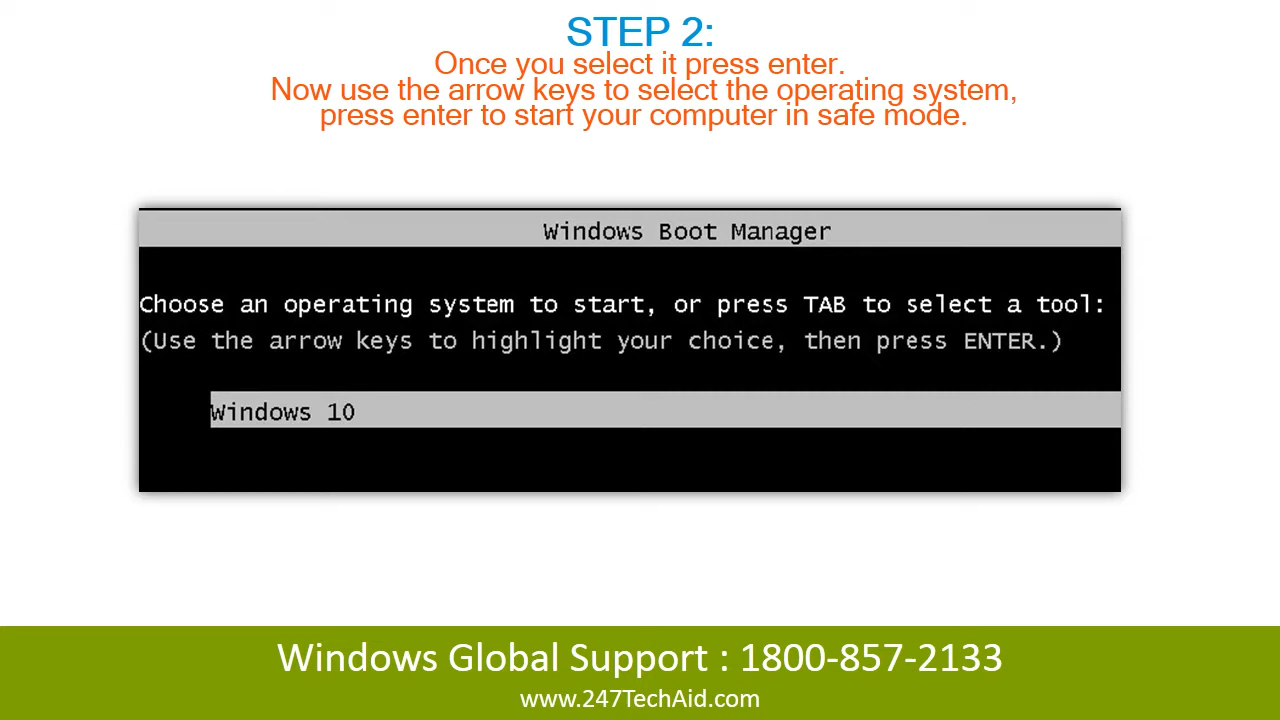 STEP 2:
Once you select it press enter.
Now use the arrow keys to select the operating system,
press enter to start your computer in safe mode.
Windows Boot Manager
Choose an operating system to start, or press TAB to select a tool:
(Use the arrow keys to highlight your choice, then press ENTER.)
Windows 10
Windows Global Support : 1800-857-2133
www.247TechAid.com